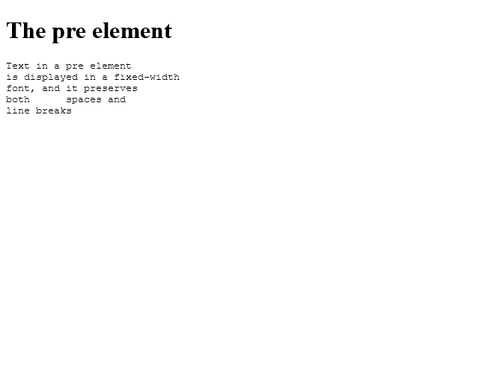 The pre element
Text in a pre element
is displayed in a fixed-width
font, and it preserves
both      spaces and
line breaks